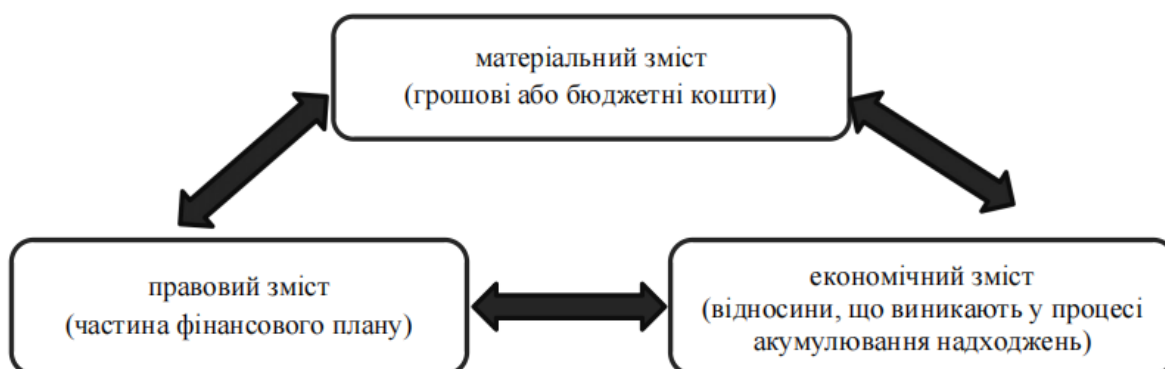 матеріальний зміст
(грошові або бюджетні кошти)
правовий зміст
(частина фінансового плану)
економічний зміст
(відносини, що виникають у процесі
акумулювання надходжень)